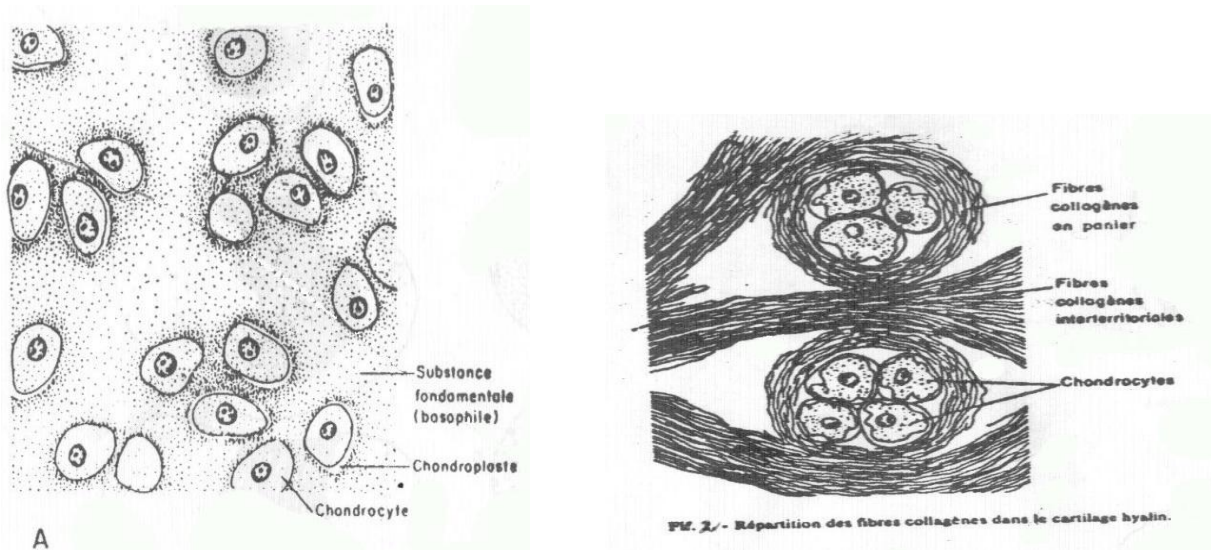 Substance
fondamentale
(basophile)
Chondroplaste
Chondrocyte
A
Fibres
collagènes
en panier
Fibres
collagènes
interterritoriales
Chondrocytes
FIG. 2 - Répartition des fibres collagènes dans le cartilage hyalin.